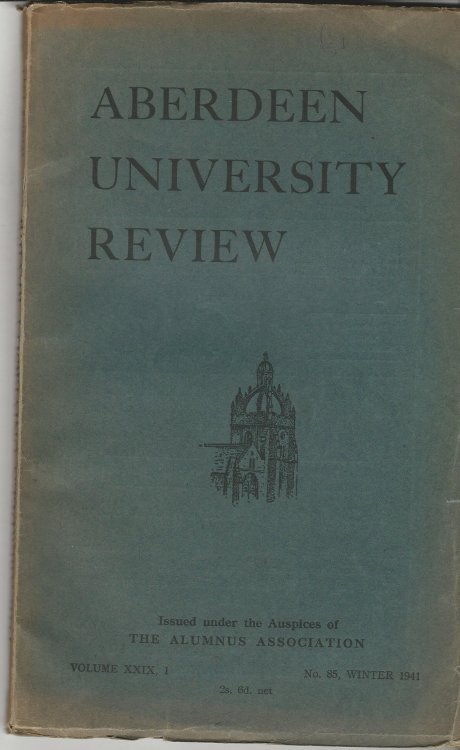 ABERDEEN
UNIVERSITY
REVIEW
Issued under the Auspices of
THE ALUMNUS ASSOCIATION
VOLUME XXIX, 1 No. 85, WINTER 1941
2s. 6d. net